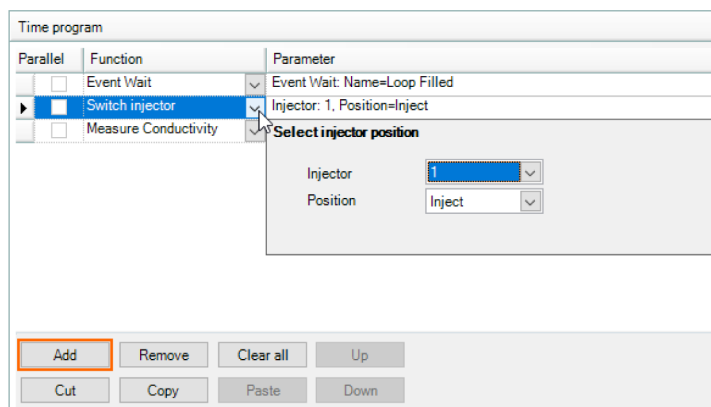 Time program
Parallel Function Parameter
Event Wait Event Wait: Name=Loop Filled
Switch injector Injector: 1, Position=Inject
Measure Conductivity
Select injector position
Injector 1
Position Inject
Add Remove Clear all Up
Cut Copy Paste Down